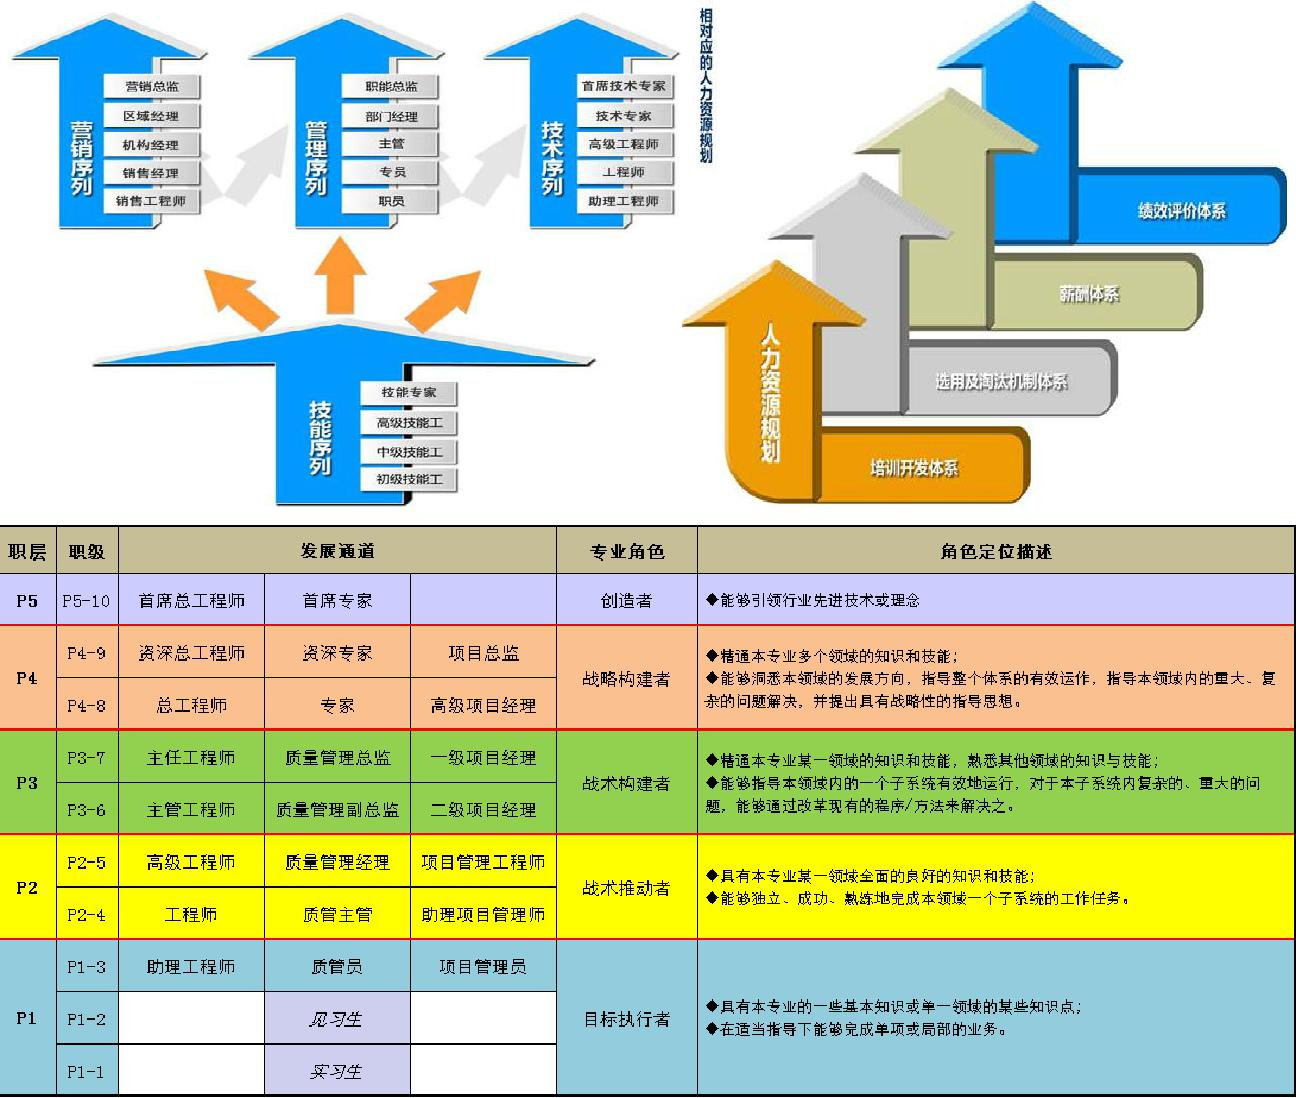 营销序列
营销总监
区域经理
机构经理
销售经理
销售工程师
管理序列
职能总监
部门经理
主管
专员
职员
技术序列
首席技术专家
技术专家
高级工程师
工程师
助理工程师
技能序列
技能专家
高级技能工
中级技能工
初级技能工
相对应的人力资源规划
绩效评价体系
薪酬体系
选用及淘汰机制体系
人力资源规划
培训开发体系
职层 职级 发展通道 专业角色 角色定位描述
P5 P5-10 首席总工程师 首席专家 创造者 ◆能够引领行业先进技术或理念
P4 战略构建者
P4-9 资深总工程师 资深专家 项目总监
P4-8 总工程师 专家 高级项目经理
◆精通本专业多个领域的知识和技能；
◆能够洞悉本领域的发展方向，指导整个体系的有效运作，指导本领域内的重大、复
杂的问题解决，并提出具有战略性的指导思想。
P3 战术构建者
P3-7 主任工程师 质量管理总监 一级项目经理
P3-6 主管工程师 质量管理副总监 二级项目经理
◆精通本专业某一领域的知识和技能，熟悉其他领域的知识与技能；
◆能够指导本领域内的一个子系统有效地运行，对于本子系统内复杂的、重大的问
题，能够通过改革现有的程序/方法来解决之。
P2 战术推动者
P2-5 高级工程师 质量管理经理 项目管理工程师
P2-4 工程师 质管主管 助理项目管理师
◆具有本专业某一领域全面的良好的知识和技能；
◆能够独立、成功、熟练地完成本领域一个子系统的工作任务。
P1 目标执行者
P1-3 助理工程师 质管员 项目管理员
P1-2 见习生
P1-1 实习生
◆具有本专业的一些基本知识或单一领域的某些知识点；
◆在适当指导下能够完成单项或局部的业务。